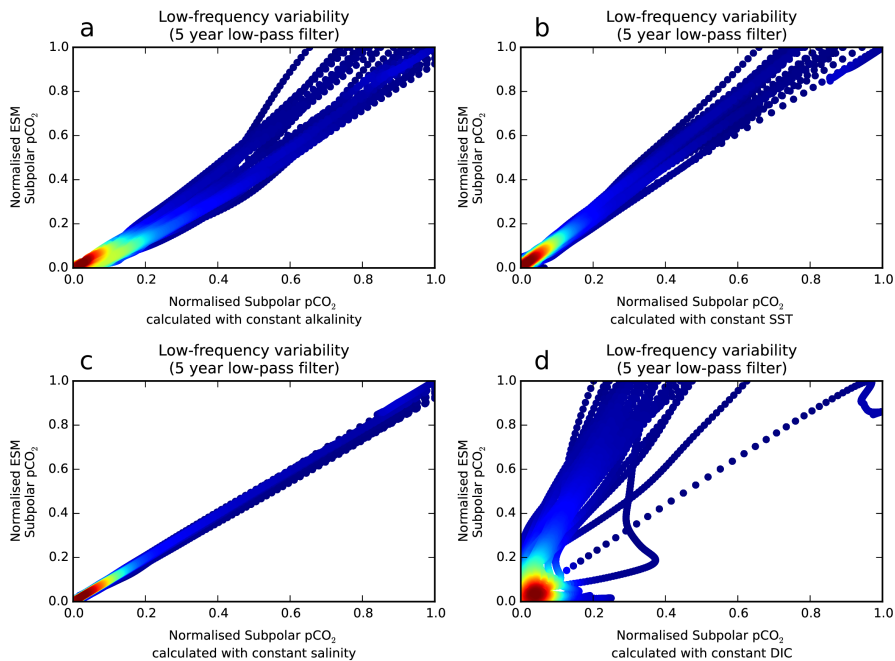 a
Low-frequency variability
(5 year low-pass filter)
1.0
0.8
0.6
0.4
0.2
0.0
Normalised ESM
Subpolar pCO₂
0.2 0.4 0.6 0.8 1.0
Normalised Subpolar pCO₂
calculated with constant alkalinity
b
Low-frequency variability
(5 year low-pass filter)
1.0
0.8
0.6
0.4
0.2
0.0
Normalised ESM
Subpolar pCO₂
0.0 0.2 0.4 0.6 0.8 1.0
Normalised Subpolar pCO₂
calculated with constant SST
c
Low-frequency variability
(5 year low-pass filter)
1.0
0.8
0.6
0.4
0.2
0.0
Normalised ESM
Subpolar pCO₂
0.0 0.2 0.4 0.6 0.8 1.0
Normalised Subpolar pCO₂
calculated with constant salinity
d
Low-frequency variability
(5 year low-pass filter)
1.0
0.8
0.6
0.4
0.2
0.0
Normalised ESM
Subpolar pCO₂
0.0 0.2 0.4 0.6 0.8 1.0
Normalised Subpolar pCO₂
calculated with constant DIC